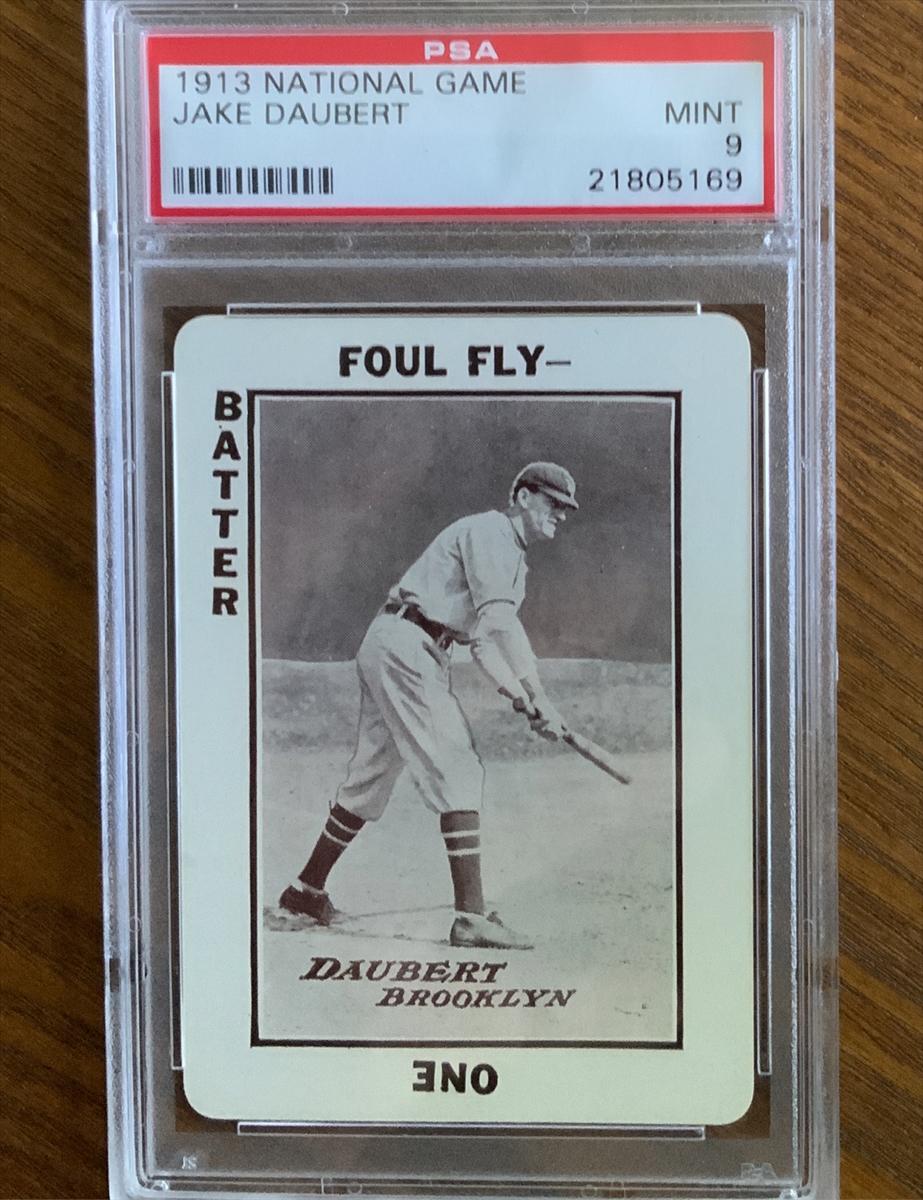 PSA
1913 NATIONAL GAME
JAKE DAUBERT MINT
9
21805169
FOUL FLY—
BATTER
DAUBERT
BROOKLYN
ONE